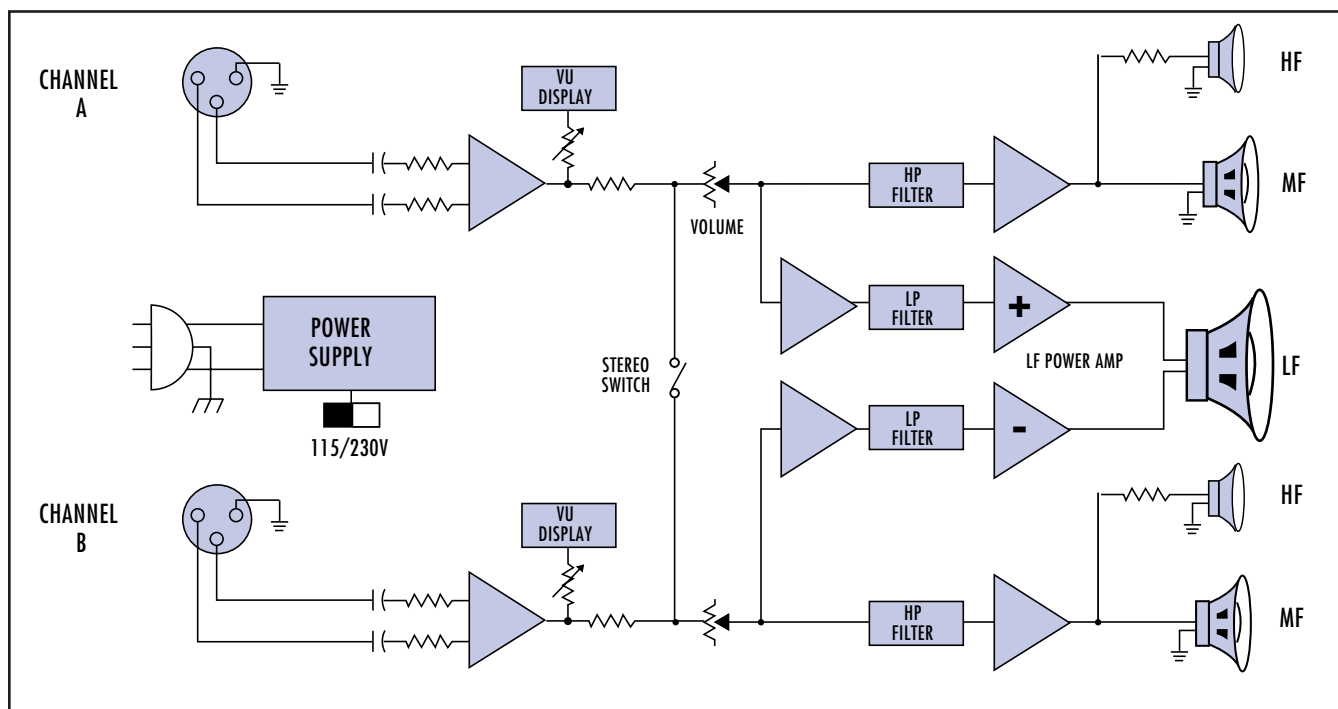 CHANNEL
A
VU
DISPLAY
HP
FILTER
VOLUME
HF
MF
POWER
SUPPLY
115/230V
STEREO
SWITCH
LP
FILTER
+
LF POWER AMP
LF
LP
FILTER
-
CHANNEL
B
VU
DISPLAY
HP
FILTER
HF
MF